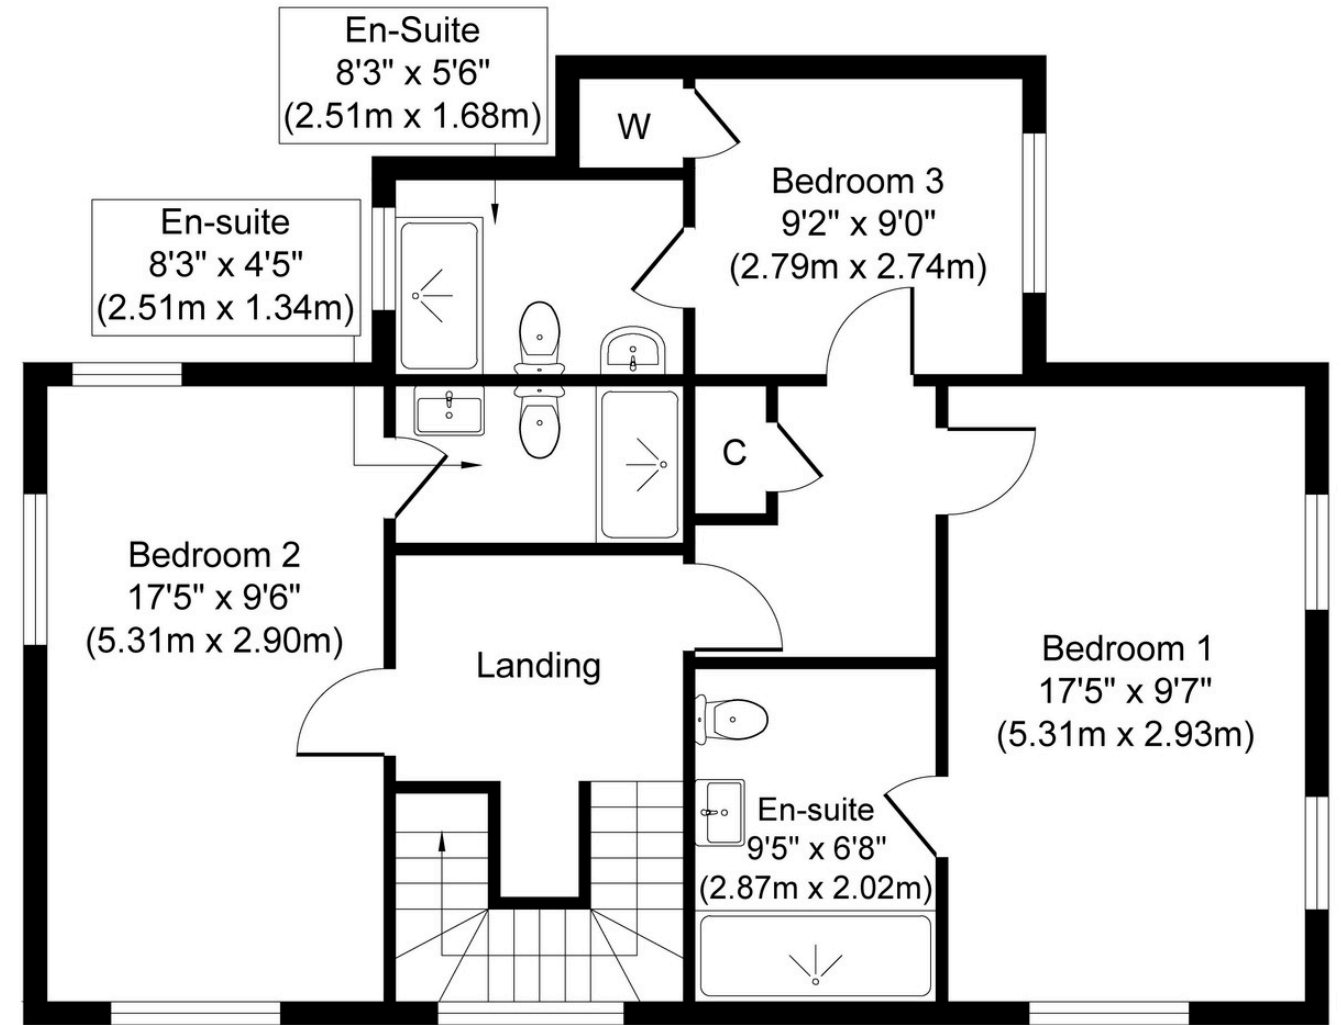 En-Suite
8'3" x 5'6"
(2.51m x 1.68m)
W
Bedroom 3
9'2" x 9'0"
(2.79m x 2.74m)
En-suite
8'3" x 4'5"
(2.51m x 1.34m)
C
Bedroom 2
17'5" x 9'6"
(5.31m x 2.90m)
Landing
Bedroom 1
17'5" x 9'7"
(5.31m x 2.93m)
En-suite
9'5" x 6'8"
(2.87m x 2.02m)